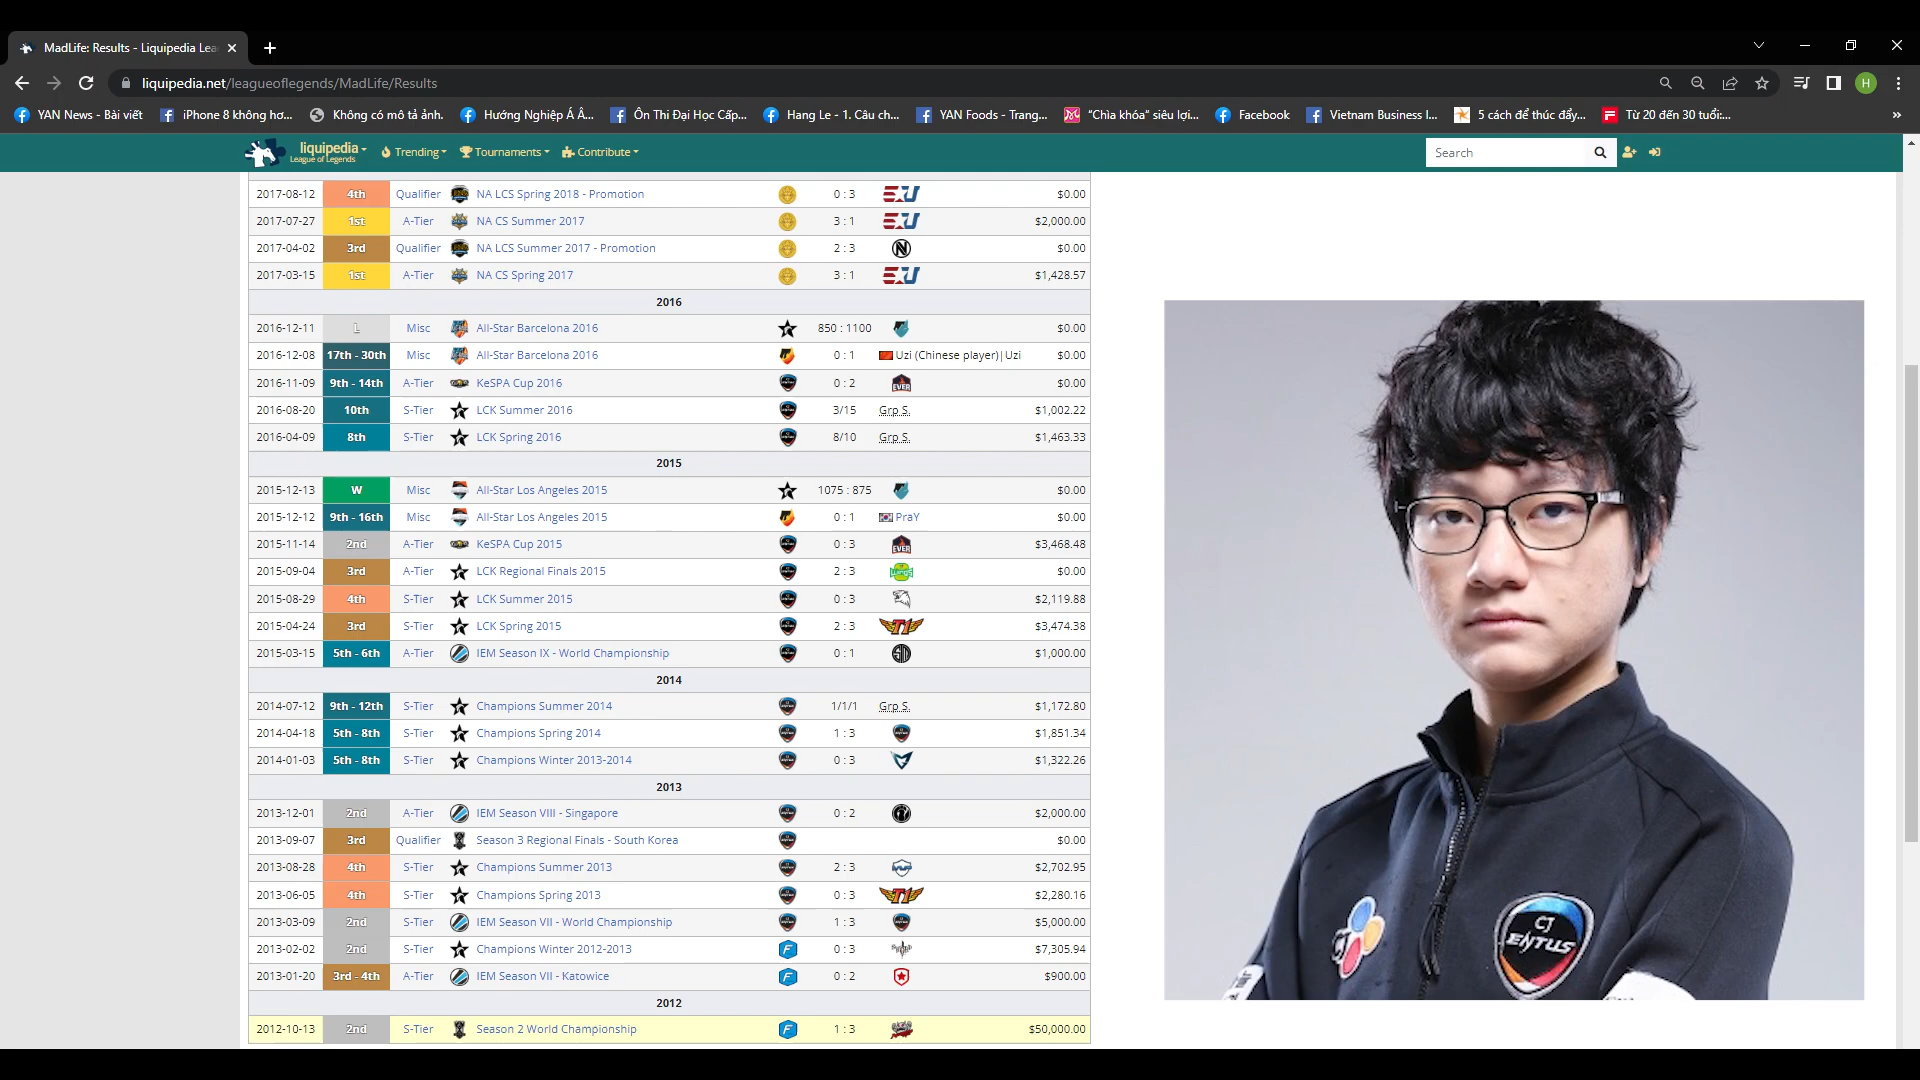 MadLife: Results - Liquipedia Lea
liquipedia.net/leagueoflegends/MadLife/Results
H
YAN News - Bài viết iPhone 8 không hơ... Không có mô tả ảnh. Hướng Nghiệp Á Â... Ôn Thi Đại Học Cấp... Hang Le - 1. Câu ch... YAN Foods - Trang... "Chìa khóa" siêu lợi... Facebook Vietnam Business I... 5 cách để thúc đẩy... Từ 20 đến 30 tuổi:... »
liquipedia Trending Tournaments Contribute Search
League of Legends
2017-08-12 4th Qualifier NA LCS Spring 2018 - Promotion 0 : 3 EU $0.00
2017-07-27 1st A-Tier NA CS Summer 2017 3 : 1 EU $2,000.00
2017-04-02 3rd Qualifier NA LCS Summer 2017 - Promotion 2 : 3 $0.00
2017-03-15 1st A-Tier NA CS Spring 2017 3 : 1 EU $1,428.57
2016
2016-12-11 L Misc All-Star Barcelona 2016 850 : 1100 $0.00
2016-12-08 17th - 30th Misc All-Star Barcelona 2016 0 : 1 Uzi (Chinese player)|Uzi $0.00
2016-11-09 9th - 14th A-Tier KeSPA Cup 2016 0 : 2 EVER $0.00
2016-08-20 10th S-Tier LCK Summer 2016 3/15 Grp S. $1,002.22
2016-04-09 8th S-Tier LCK Spring 2016 8/10 Grp S. $1,463.33
2015
2015-12-13 W Misc All-Star Los Angeles 2015 1075 : 875 $0.00
2015-12-12 9th - 16th Misc All-Star Los Angeles 2015 0 : 1 PraY $0.00
2015-11-14 2nd A-Tier KeSPA Cup 2015 0 : 3 EVER $3,468.48
2015-09-04 3rd A-Tier LCK Regional Finals 2015 2 : 3 $0.00
2015-08-29 4th S-Tier LCK Summer 2015 0 : 3 $2,119.88
2015-04-24 3rd S-Tier LCK Spring 2015 2 : 3 T1 $3,474.38
2015-03-15 5th - 6th A-Tier IEM Season IX - World Championship 0 : 1 $1,000.00
2014
2014-07-12 9th - 12th S-Tier Champions Summer 2014 1/1/1 Grp S. $1,172.80
2014-04-18 5th - 8th S-Tier Champions Spring 2014 1 : 3 $1,851.34
2014-01-03 5th - 8th S-Tier Champions Winter 2013-2014 0 : 3 $1,322.26
2013
2013-12-01 2nd A-Tier IEM Season VIII - Singapore 0 : 2 $2,000.00
2013-09-07 3rd Qualifier Season 3 Regional Finals - South Korea $0.00
2013-08-28 4th S-Tier Champions Summer 2013 2 : 3 $2,702.95
2013-06-05 4th S-Tier Champions Spring 2013 0 : 3 T1 $2,280.16
2013-03-09 2nd S-Tier IEM Season VII - World Championship 1 : 3 $5,000.00
2013-02-02 2nd S-Tier Champions Winter 2012-2013 F 0 : 3 $7,305.94
2013-01-20 3rd - 4th A-Tier IEM Season VII - Katowice F 0 : 2 $900.00
2012
2012-10-13 2nd S-Tier Season 2 World Championship F 1 : 3 $50,000.00
CJ
ENTUS